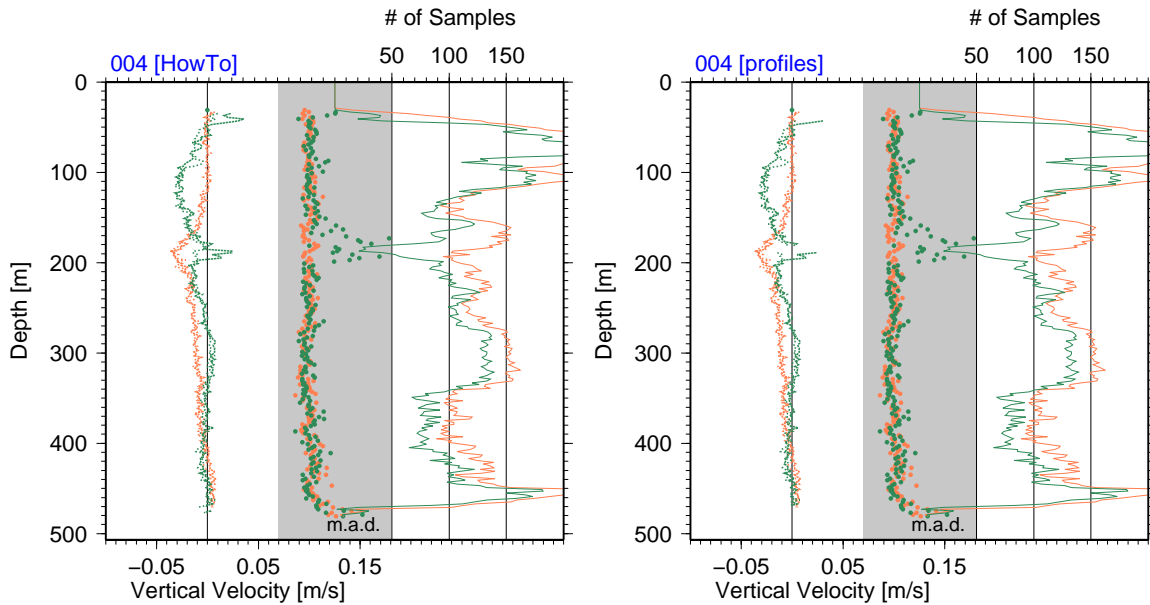 # of Samples
50 100 150
004 [HowTo]
0
100
200
300
400
500
Depth [m]
m.a.d.
−0.05 0.05 0.15
Vertical Velocity [m/s]
# of Samples
50 100 150
004 [profiles]
0
100
200
300
400
500
Depth [m]
m.a.d.
−0.05 0.05 0.15
Vertical Velocity [m/s]